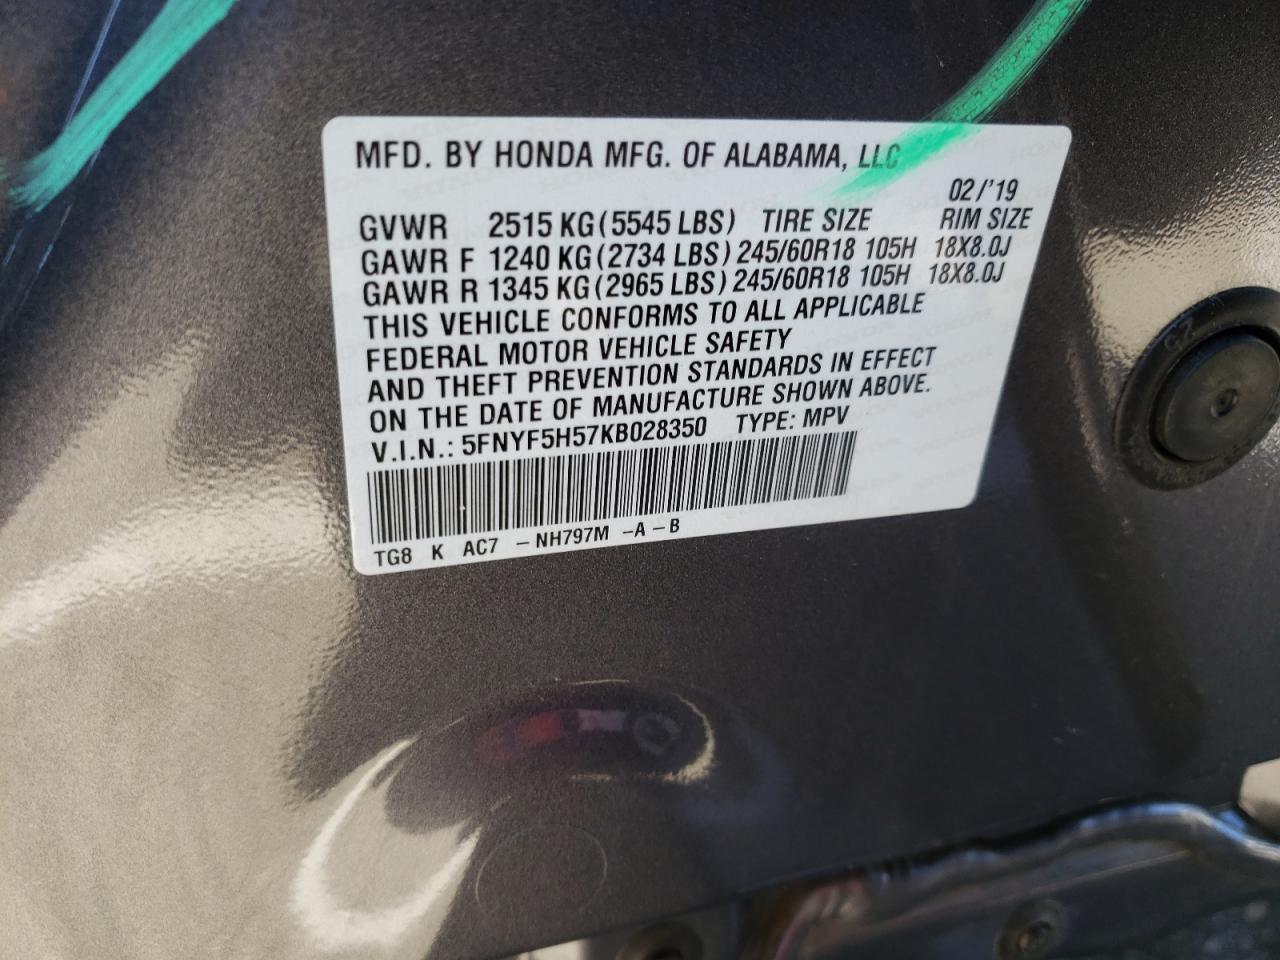 MFD. BY HONDA MFG. OF ALABAMA, LLC
02/'19
GVWR 2515 KG(5545 LBS) TIRE SIZE RIM SIZE
GAWR F 1240 KG(2734 LBS) 245/60R18 105H 18X8.0J
GAWR R 1345 KG(2965 LBS) 245/60R18 105H 18X8.0J
THIS VEHICLE CONFORMS TO ALL APPLICABLE
FEDERAL MOTOR VEHICLE SAFETY
AND THEFT PREVENTION STANDARDS IN EFFECT
ON THE DATE OF MANUFACTURE SHOWN ABOVE.
V.I.N.: 5FNYF5H57KB028350 TYPE: MPV
TG8 K AC7 –NH797M –A–B